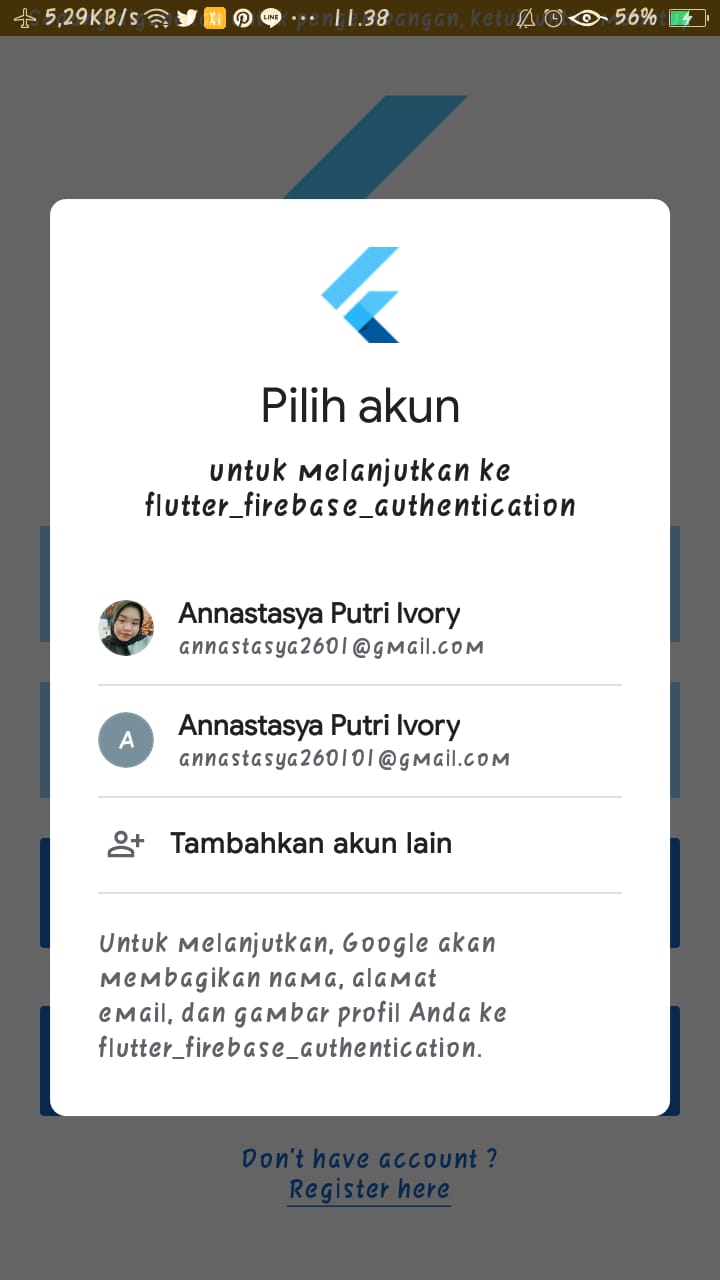 5,29KB/s 11.38 56%
Pilih akun
untuk melanjutkan ke
flutter_firebase_authentication
Annastasya Putri Ivory
annastasya2601@gmail.com
A
Annastasya Putri Ivory
annastasya260101@gmail.com
Tambahkan akun lain
Untuk melanjutkan, Google akan
membagikan nama, alamat
email, dan gambar profil Anda ke
flutter_firebase_authentication.
Don't have account ?
Register here